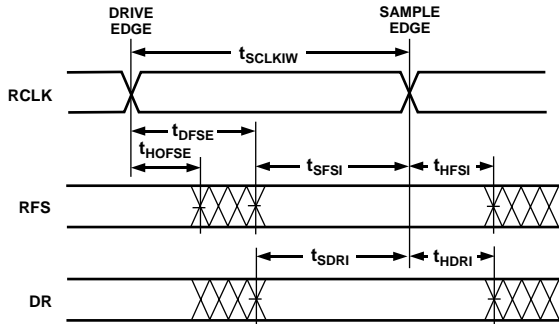 DRIVE
EDGE
SAMPLE
EDGE
tSCLKIW
RCLK
tDFSE
tHOFSE
tSFSI
tHFSI
RFS
tSDRI
tHDRI
DR